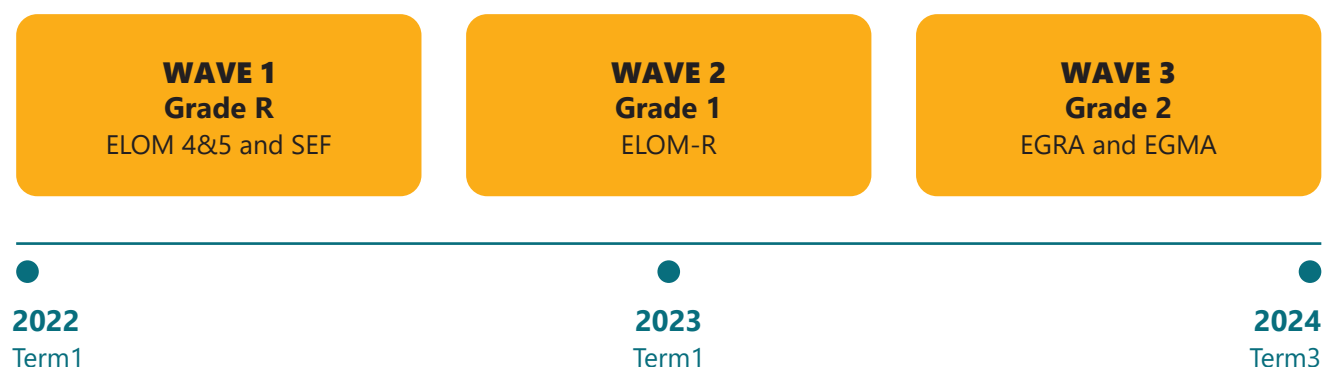 WAVE 1
Grade R
ELOM 4&5 and SEF
WAVE 2
Grade 1
ELOM-R
WAVE 3
Grade 2
EGRA and EGMA
2022
Term1
2023
Term1
2024
Term3